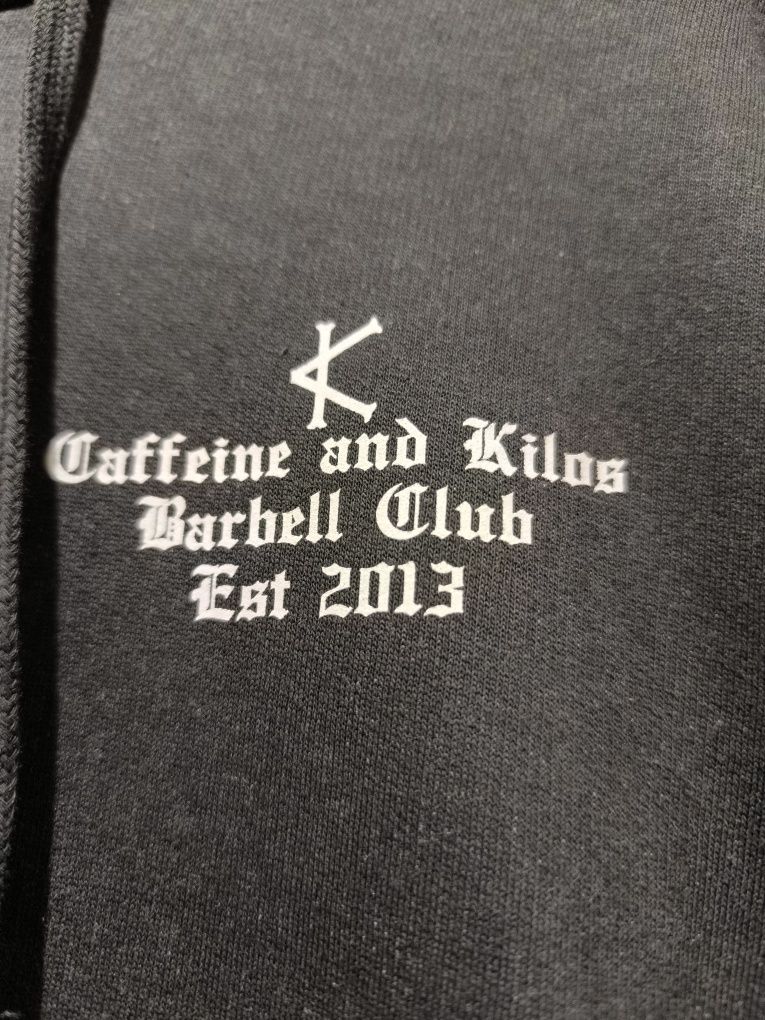 Caffeine and Kilos
Barbell Club
Est 2013